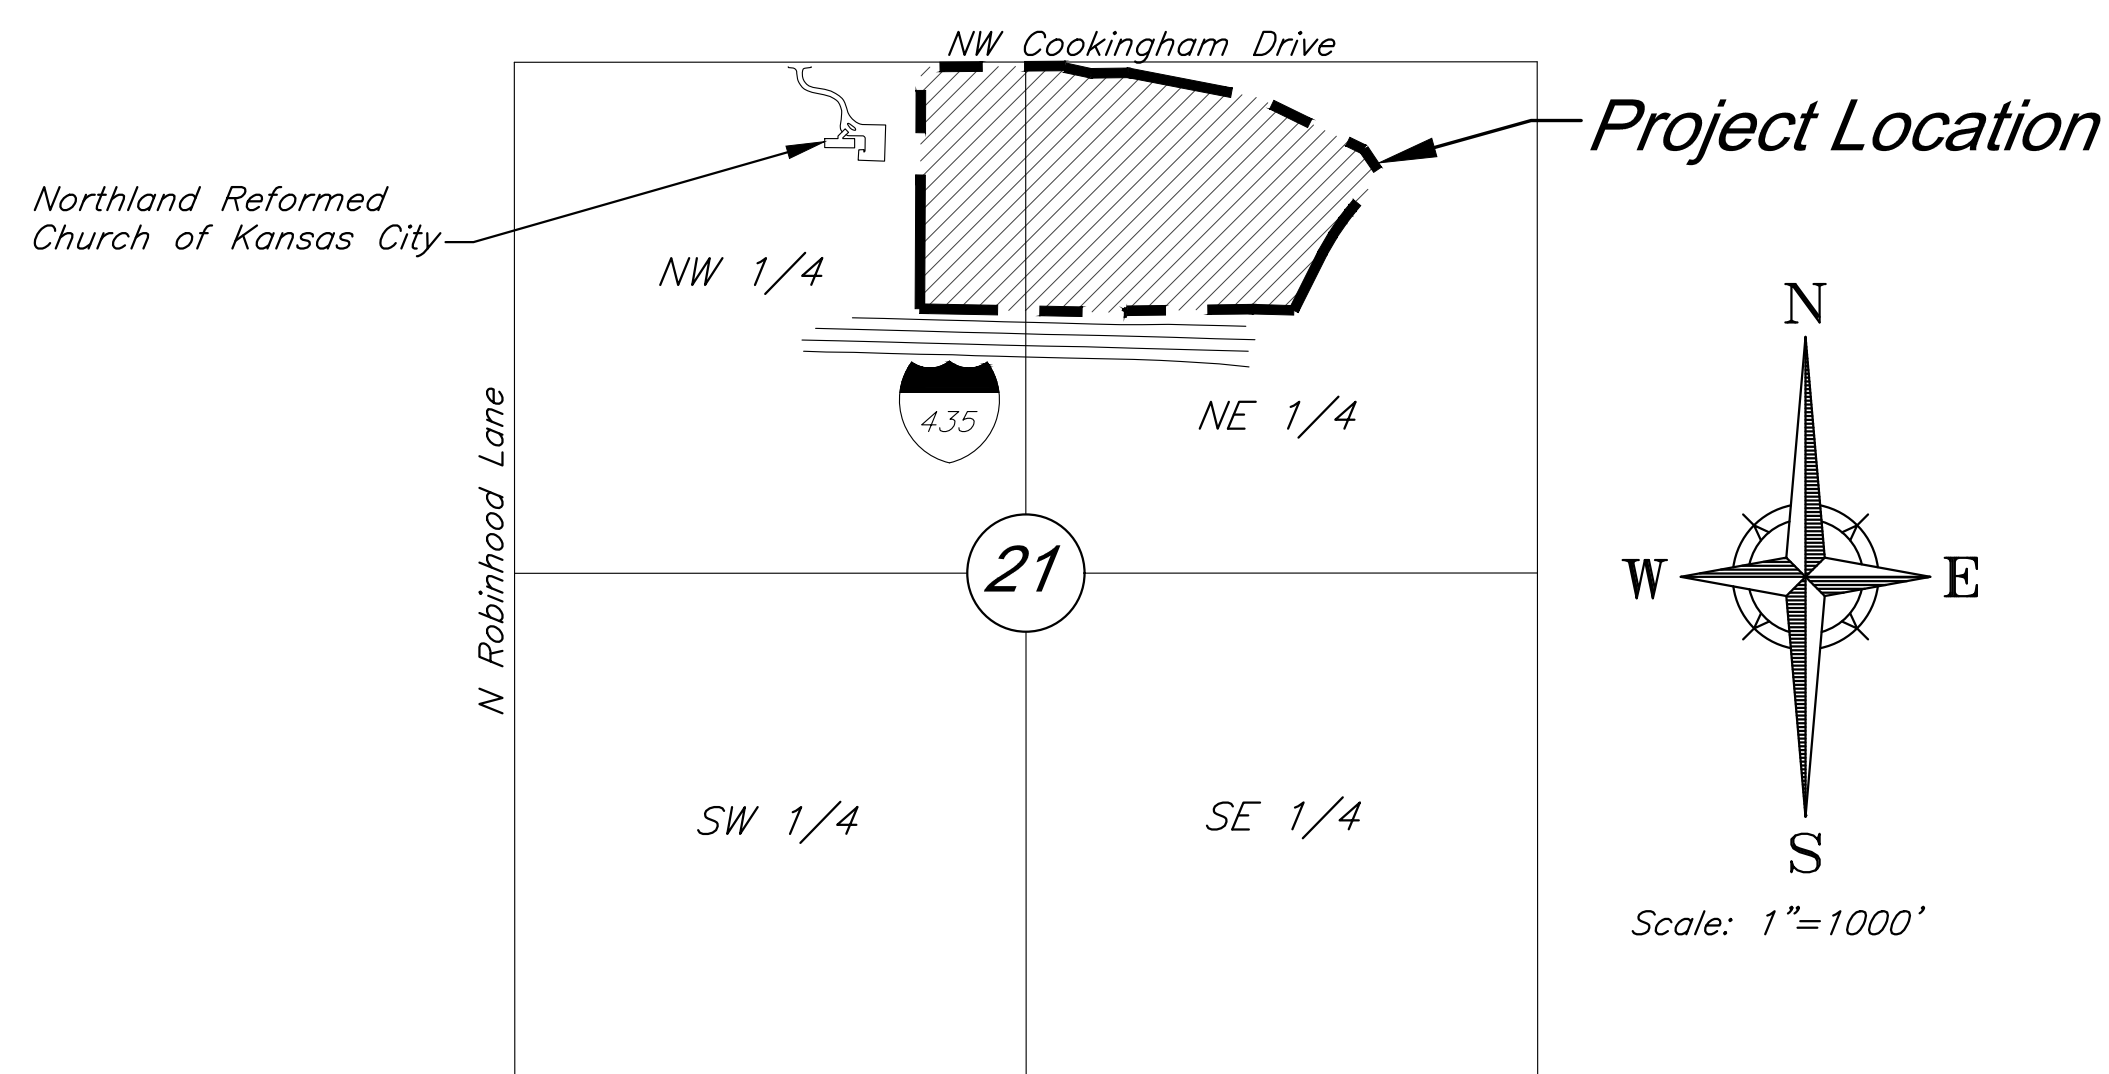 NW Cookingham Drive
Project Location
Northland Reformed
Church of Kansas City
NW 1/4
N
435
NE 1/4
N Robinhood Lane
21
W
E
SW 1/4
SE 1/4
S
Scale: 1"=1000'